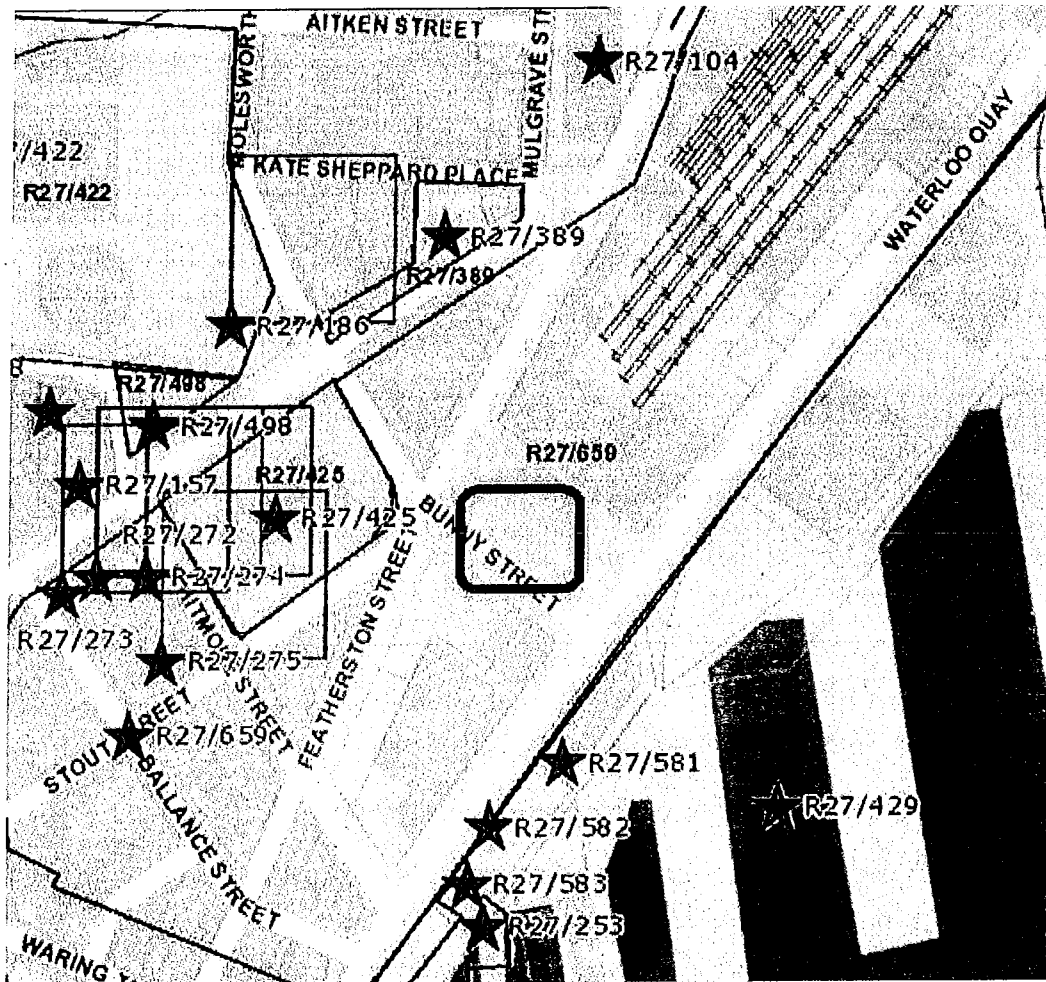 AITKEN STREET
MULGRAVE STR
R27/104
/422
R27/422
KATE SHEPPARD PLACE
WATERLOO QUAY
R27/389
R27/389
R27/186
R27/498
R27/498
R27/659
R27/425
R27/157
R27/425
BUNNY STREET
R27/272
R27/274
R27/273
R27/275
FEATHERSTON STREET
R27/659
BALLANCE STREET
R27/581
R27/429
R27/582
R27/583
R27/253
WARING